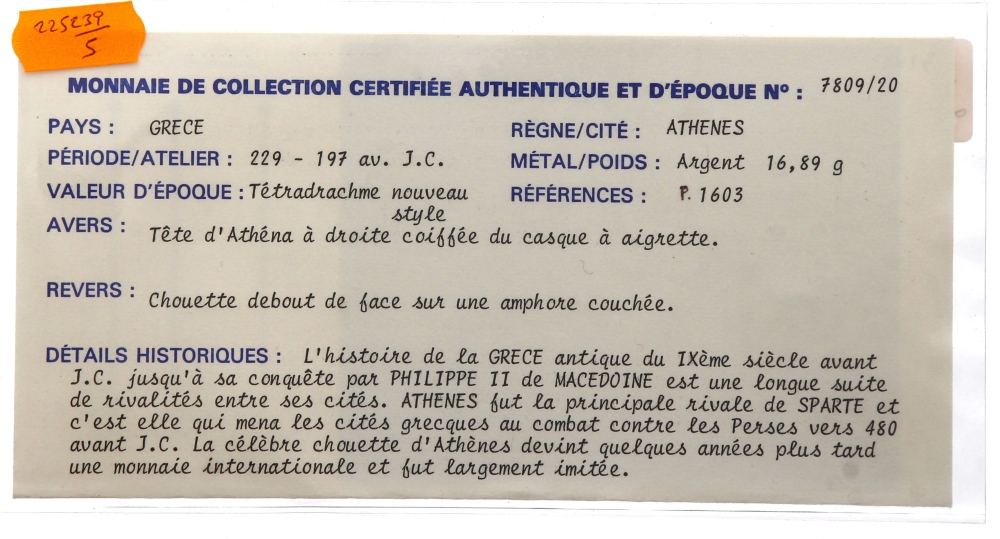 225239
5
MONNAIE DE COLLECTION CERTIFIÉE AUTHENTIQUE ET D'ÉPOQUE Nº : 7809/20
PAYS : GRECE RÈGNE/CITÉ : ATHENES
PÉRIODE/ATELIER : 229 - 197 av. J.C. MÉTAL/POIDS : Argent 16,89 g
VALEUR D'ÉPOQUE : Tétradrachme nouveau RÉFÉRENCES : P. 1603
style
AVERS : Tête d'Athéna à droite coiffée du casque à aigrette.
REVERS : Chouette debout de face sur une amphore couchée.
DÉTAILS HISTORIQUES : L'histoire de la GRECE antique du IXème siècle avant
J.C. jusqu'à sa conquête par PHILIPPE II de MACEDOINE est une longue suite
de rivalités entre ses cités. ATHENES fut la principale rivale de SPARTE et
c'est elle qui mena les cités grecques au combat contre les Perses vers 480
avant J.C. La célèbre chouette d'Athènes devint quelques années plus tard
une monnaie internationale et fut largement imitée.